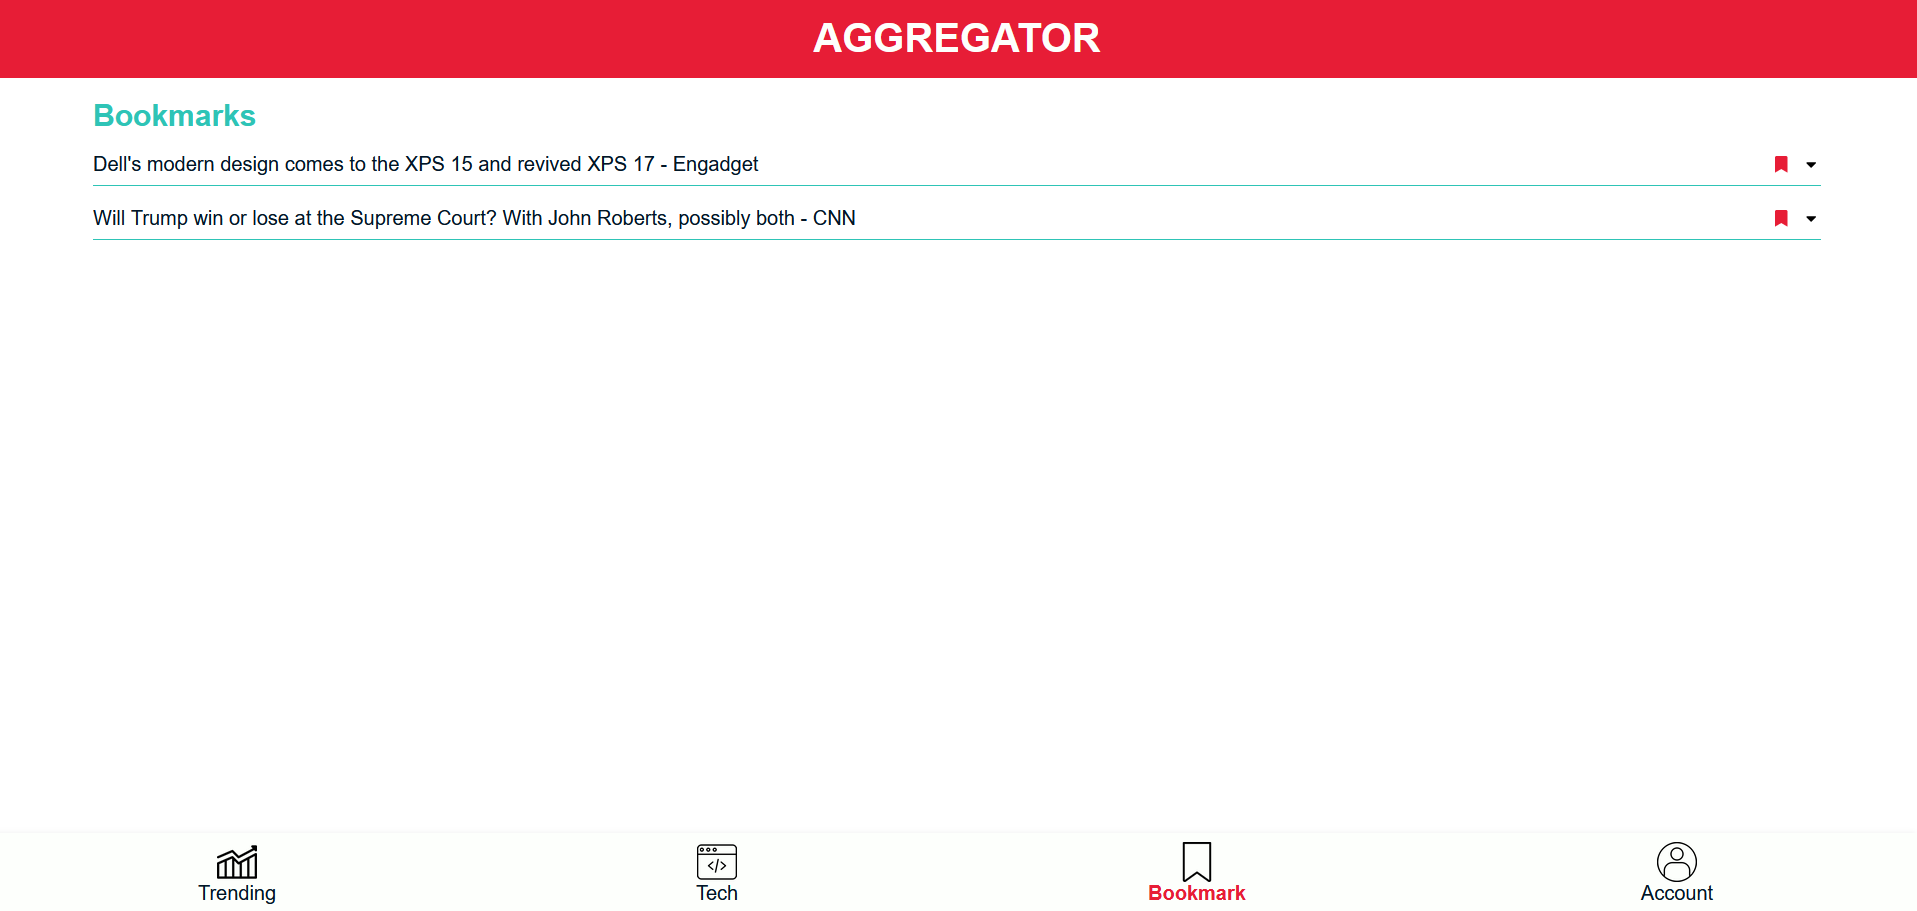 AGGREGATOR
Bookmarks
Dell's modern design comes to the XPS 15 and revived XPS 17 - Engadget
Will Trump win or lose at the Supreme Court? With John Roberts, possibly both - CNN
Trending
Tech
Bookmark
Account